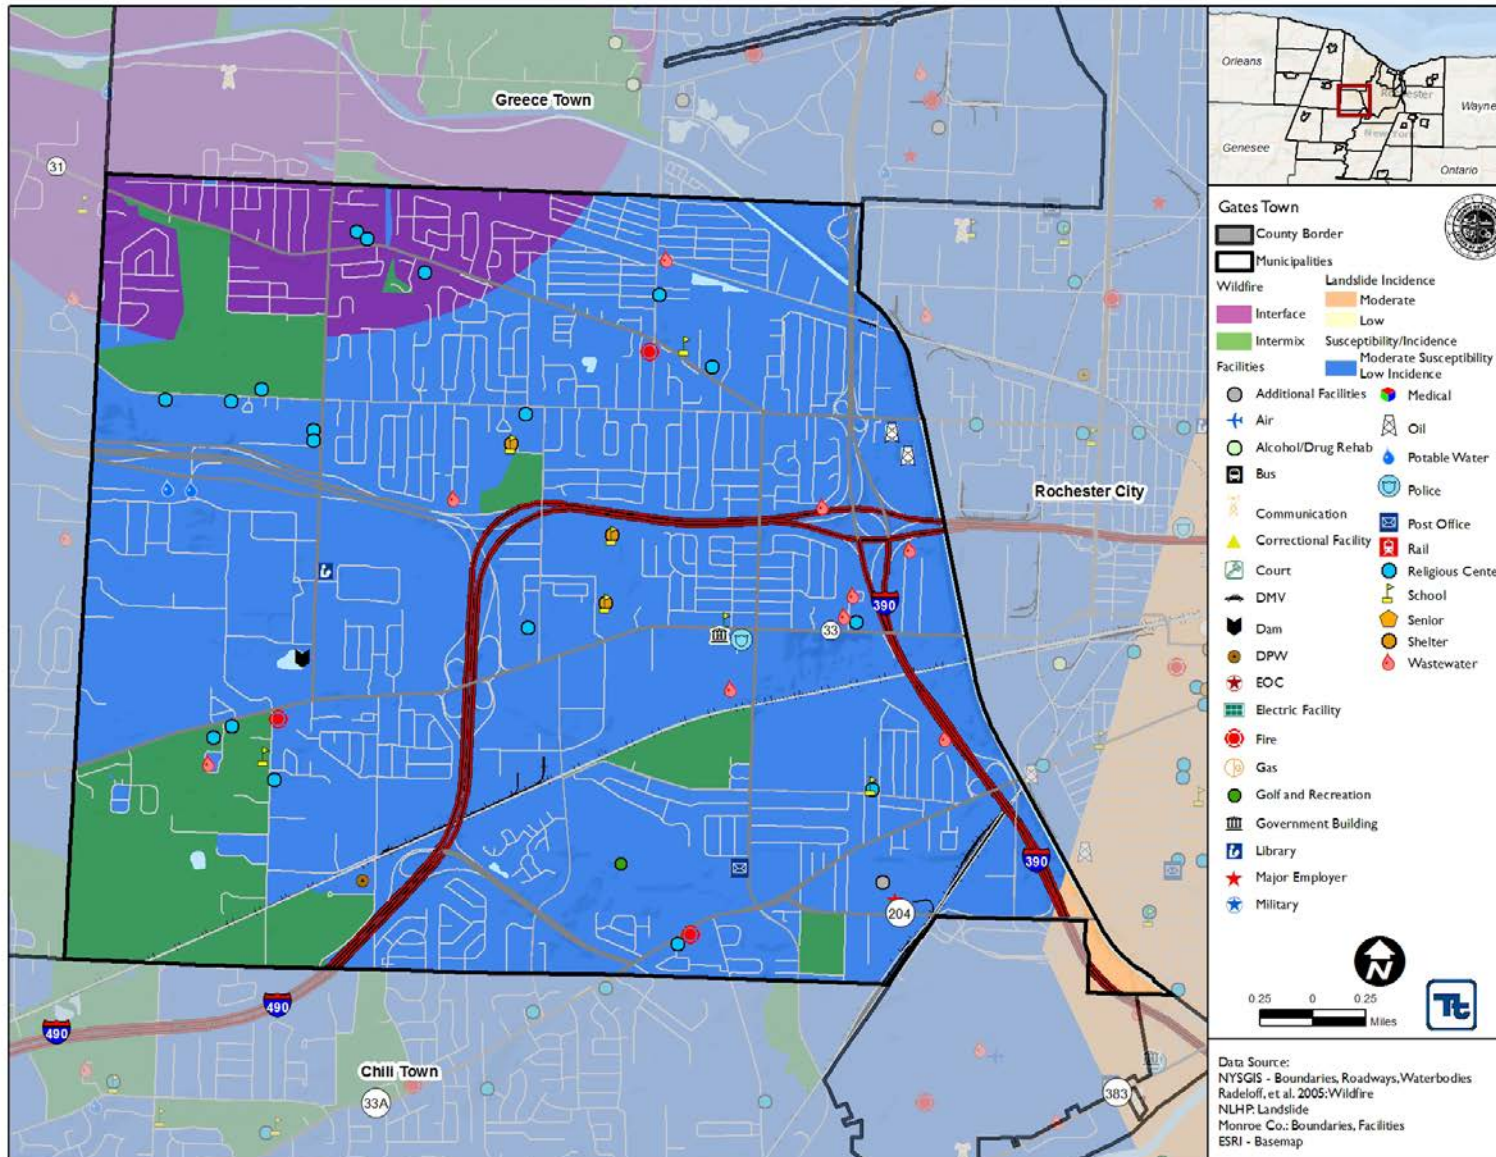 Greece Town
31
Rochester City
33
390
390
204
490
490
Chill Town
33A
383
Orleans
Rochester
Wayne
New York
Genesee
Ontario
Gates Town
County Border
Municipalities
Wildfire
Interface
Intermix
Landslide Incidence
Moderate
Low
Susceptibility/Incidence
Moderate Susceptibility
Low Incidence
Facilities
Additional Facilities
Air
Alcohol/Drug Rehab
Bus
Communication
Correctional Facility
Court
DMV
Dam
DPW
EOC
Electric Facility
Fire
Gas
Golf and Recreation
Government Building
Library
Major Employer
Military
Medical
Oil
Potable Water
Police
Post Office
Rail
Religious Cente
School
Senior
Shelter
Wastewater
N
0.25 0 0.25
Miles
Tt
Data Source:
NYSGIS - Boundaries, Roadways, Waterbodies
Radeloff, et al. 2005: Wildfire
NLHP: Landslide
Monroe Co.: Boundaries, Facilities
ESRI - Basemap